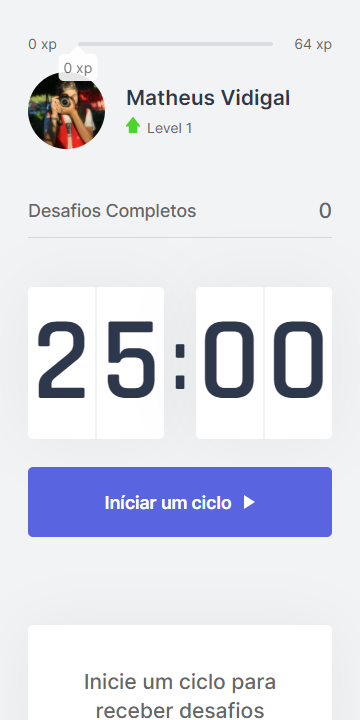 0 xp 64 xp
0 xp
Matheus Vidigal
Level 1
Desafios Completos 0
25:00
Iníciar um ciclo
Inicie um ciclo para
receber desafios